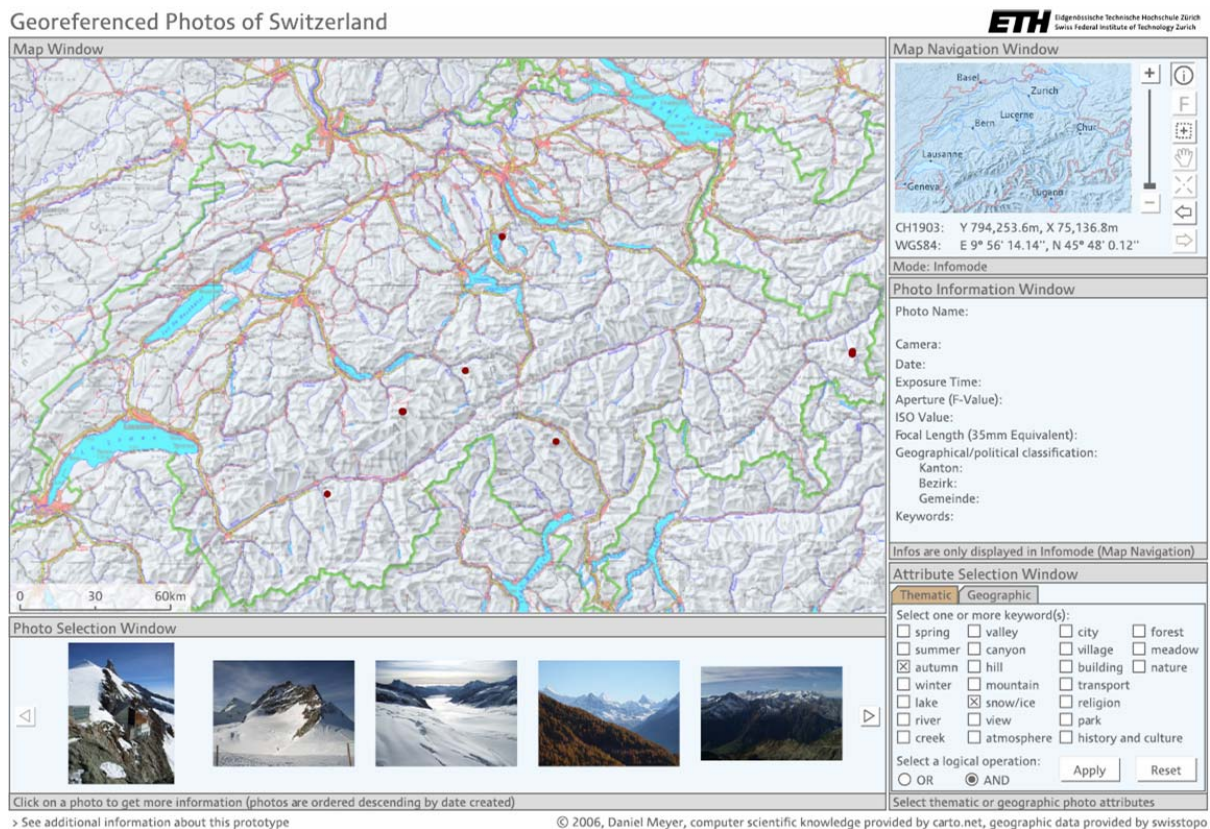 Georeferenced Photos of Switzerland
ETH Eidgenössische Technische Hochschule Zürich
Swiss Federal Institute of Technology Zurich
Map Window
0 30 60km
Map Navigation Window
Basel
Zurich
Lucerne
Bern
Chur
Lausanne
Geneva
Lugano
+
i
F
−
CH1903: Y 794,253.6m, X 75,136.8m
WGS84: E 9° 56' 14.14'', N 45° 48' 0.12''
Mode: Infomode
Photo Information Window
Photo Name:
Camera:
Date:
Exposure Time:
Aperture (F-Value):
ISO Value:
Focal Length (35mm Equivalent):
Geographical/political classification:
Kanton:
Bezirk:
Gemeinde:
Keywords:
Infos are only displayed in Infomode (Map Navigation)
Attribute Selection Window
Thematic Geographic
Select one or more keyword(s):
spring valley city forest
summer canyon village meadow
autumn hill building nature
winter mountain transport
lake snow/ice religion
river view park
creek atmosphere history and culture
Select a logical operation:
OR AND Apply Reset
Select thematic or geographic photo attributes
Photo Selection Window
Click on a photo to get more information (photos are ordered descending by date created)
> See additional information about this prototype
© 2006, Daniel Meyer, computer scientific knowledge provided by carto.net, geographic data provided by swisstopo